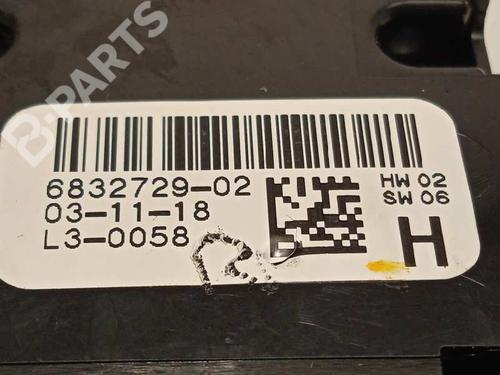 B-PARTS
6832729-02
03-11-18
L3-0058
HW 02
SW 06
H